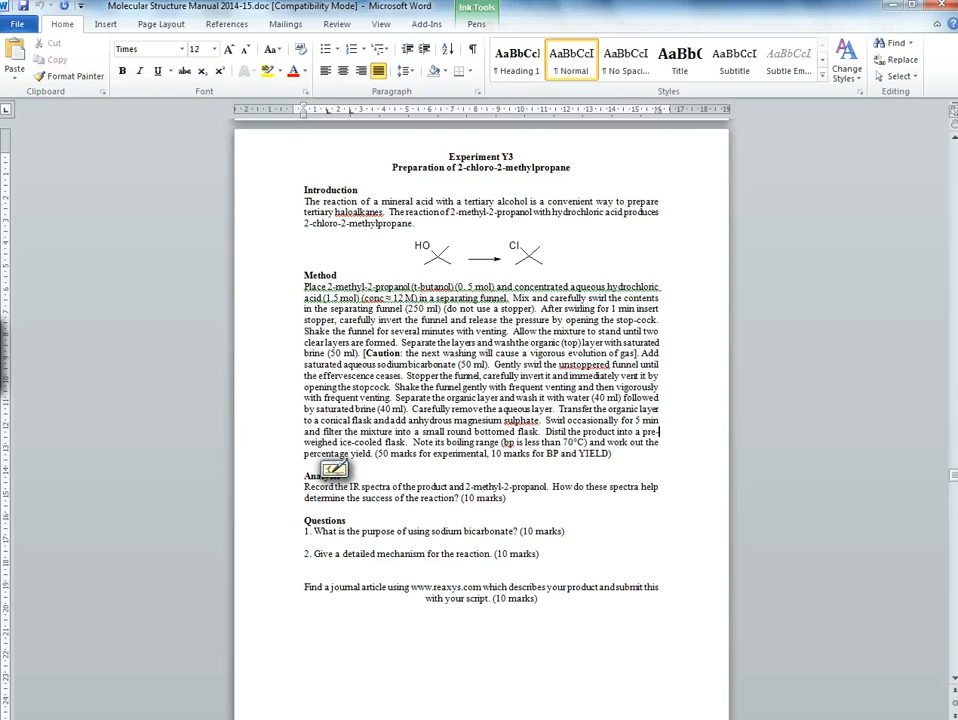 Molecular Structure Manual 2014-15.doc [Compatibility Mode] - Microsoft Word
Ink Tools
File Home Insert Page Layout References Mailings Review View Add-Ins Pens
Cut
Copy
Format Painter
Paste
Clipboard
Times 12
Font
Paragraph
AaBbCc AaBbCcI AaBbCcI AaBb( AaBbCcI AaBbCcI
¶ Heading 1 ¶ Normal ¶ No Spaci... Title Subtitle Subtle Em...
Styles
Change Styles
Find
Replace
Select
Editing
Experiment Y3
Preparation of 2-chloro-2-methylpropane
Introduction
The reaction of a mineral acid with a tertiary alcohol is a convenient way to prepare
tertiary haloalkanes. The reaction of 2-methyl-2-propanol with hydrochloric acid produces
2-chloro-2-methylpropane.
HO Cl
Method
Place 2-methyl-2-propanol (t-butanol) (0. 5 mol) and concentrated aqueous hydrochloric
acid (1.5 mol) (conc ≈ 12 M) in a separating funnel. Mix and carefully swirl the contents
in the separating funnel (250 ml) (do not use a stopper). After swirling for 1 min insert
stopper, carefully invert the funnel and release the pressure by opening the stop-cock.
Shake the funnel for several minutes with venting. Allow the mixture to stand until two
clear layers are formed. Separate the layers and wash the organic (top) layer with saturated
brine (50 ml). [Caution: the next washing will cause a vigorous evolution of gas]. Add
saturated aqueous sodium bicarbonate (50 ml). Gently swirl the unstoppered funnel until
the effervescence ceases. Stopper the funnel, carefully invert it and immediately vent it by
opening the stopcock. Shake the funnel gently with frequent venting and then vigorously
with frequent venting. Separate the organic layer and wash it with water (40 ml) followed
by saturated brine (40 ml). Carefully remove the aqueous layer. Transfer the organic layer
to a conical flask and add anhydrous magnesium sulphate. Swirl occasionally for 5 min
and filter the mixture into a small round bottomed flask. Distil the product into a pre-
weighed ice-cooled flask. Note its boiling range (bp is less than 70°C) and work out the
percentage yield. (50 marks for experimental, 10 marks for BP and YIELD)
Record the IR spectra of the product and 2-methyl-2-propanol. How do these spectra help
determine the success of the reaction? (10 marks)
Questions
1. What is the purpose of using sodium bicarbonate? (10 marks)
2. Give a detailed mechanism for the reaction. (10 marks)
Find a journal article using www.reaxys.com which describes your product and submit this
with your script. (10 marks)